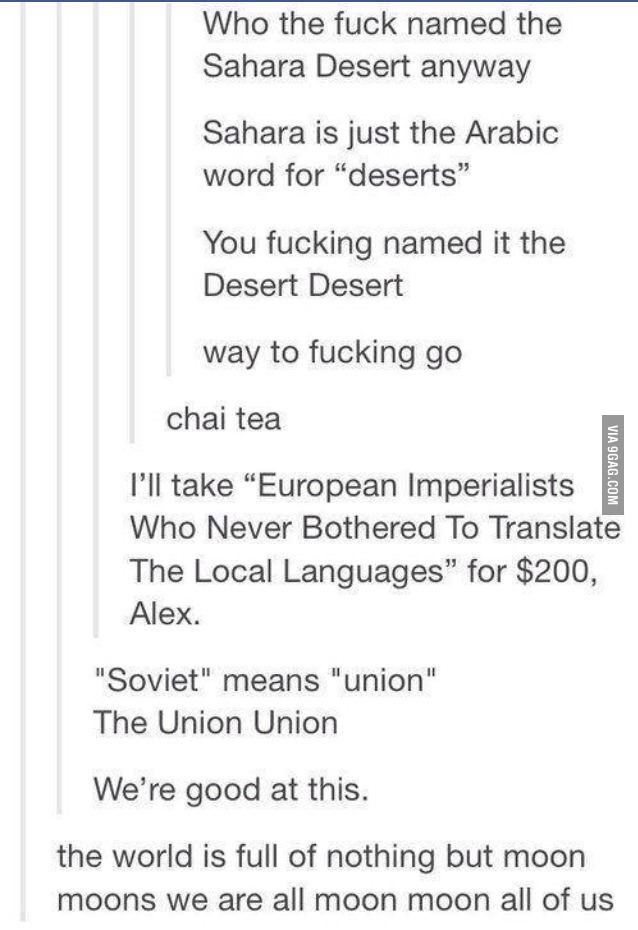 Who the fuck named the
Sahara Desert anyway
Sahara is just the Arabic
word for “deserts”
You fucking named it the
Desert Desert
way to fucking go
chai tea
I’ll take “European Imperialists
Who Never Bothered To Translate
The Local Languages” for $200,
Alex.
"Soviet" means "union"
The Union Union
We’re good at this.
the world is full of nothing but moon
moons we are all moon moon all of us
VIA 9GAG.COM